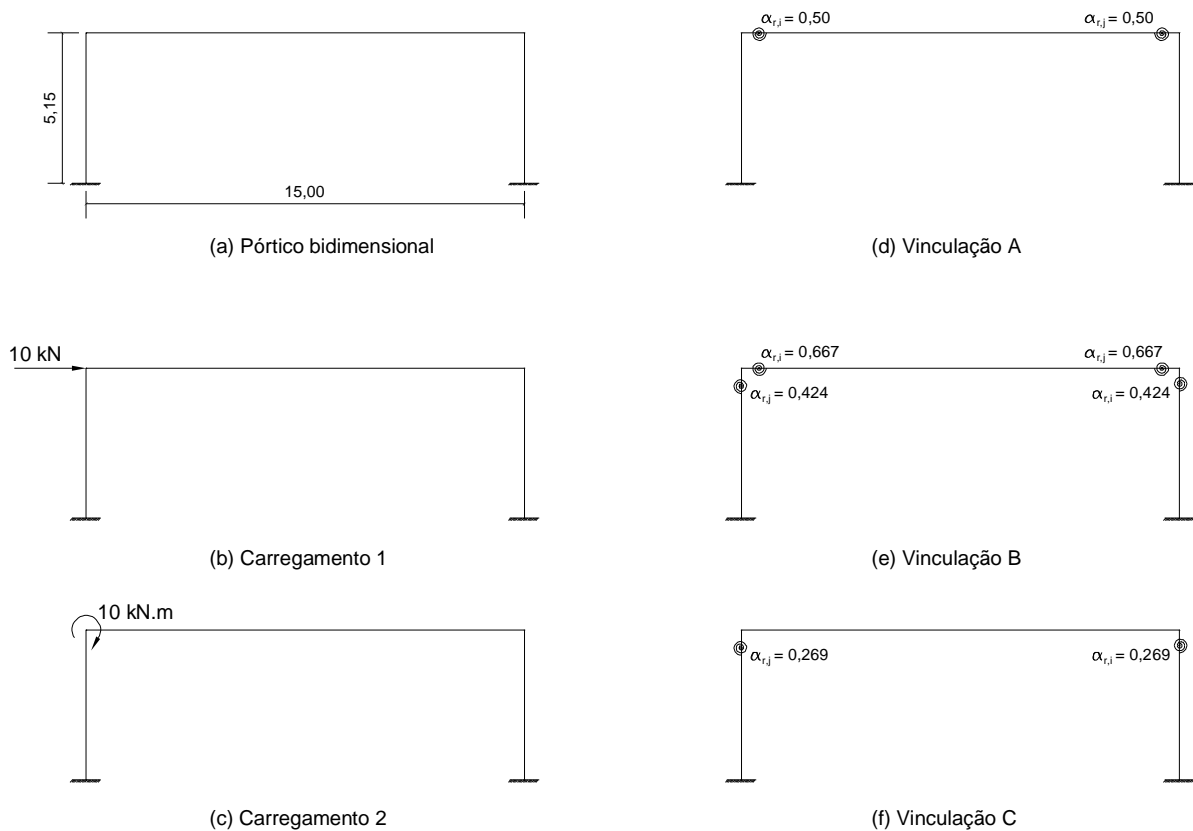 5,15
15,00
(a) Pórtico bidimensional
αr,i = 0,50
αr,j = 0,50
(d) Vinculação A
10 kN
(b) Carregamento 1
αr,i = 0,667
αr,j = 0,667
αr,j = 0,424
αr,i = 0,424
(e) Vinculação B
10 kN.m
(c) Carregamento 2
αr,j = 0,269
αr,i = 0,269
(f) Vinculação C